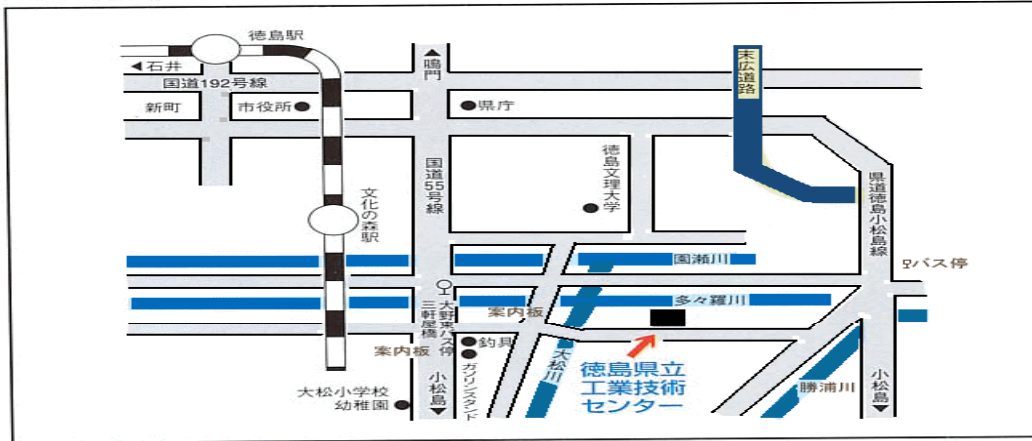 徳島駅
◀石井
国道192号線
新町
市役所
▲鳴門
県庁
末広道路
国道55号線
徳島文理大学
県道徳島小松島線
文化の森駅
園瀬川
バス停
多々羅川
大野東バス停
三軒屋橋
案内板
案内板
釣具
ガソリンスタンド
大松川
徳島県立
工業技術
センター
勝浦川
大松小学校
幼稚園
小松島▼
小松島▼